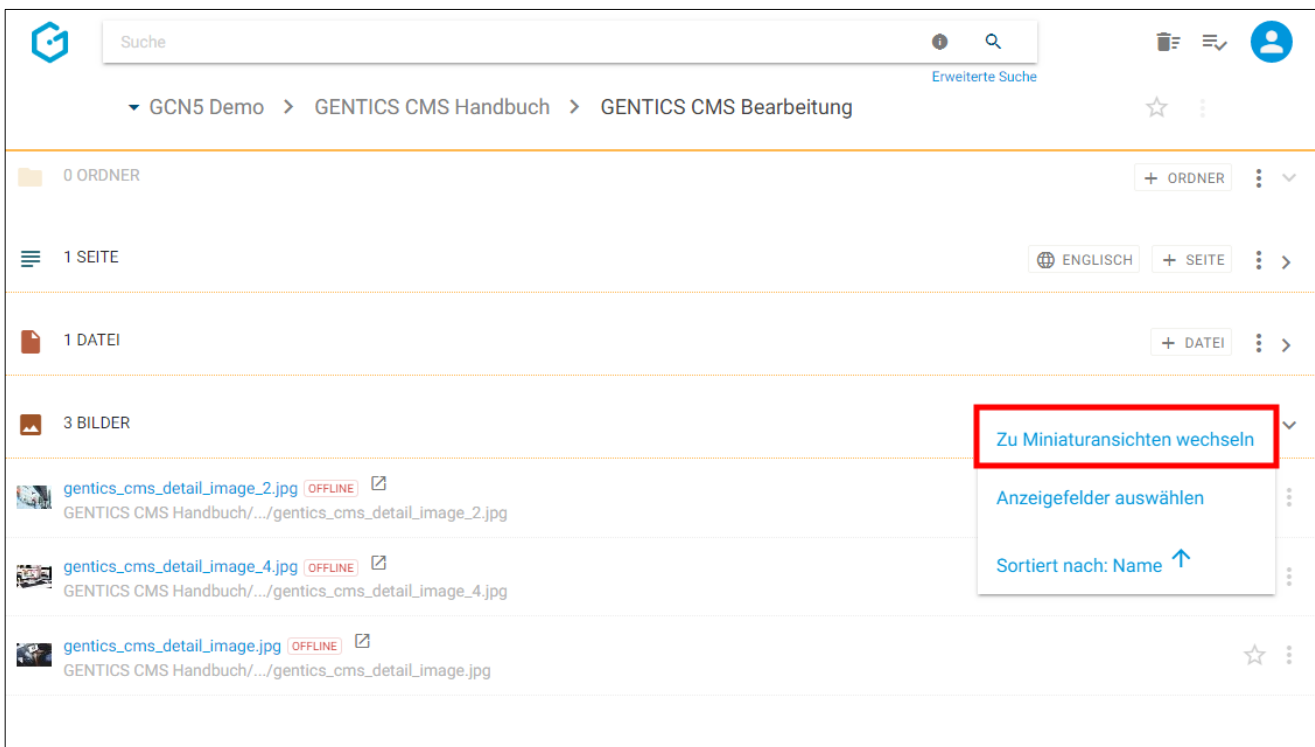 Suche
Erweiterte Suche
GCN5 Demo > GENTICS CMS Handbuch > GENTICS CMS Bearbeitung
0 ORDNER
+ ORDNER
1 SEITE
ENGLISCH + SEITE
1 DATEI
+ DATEI
3 BILDER
Zu Miniaturansichten wechseln
Anzeigefelder auswählen
Sortiert nach: Name
gentics_cms_detail_image_2.jpg OFFLINE
GENTICS CMS Handbuch/.../gentics_cms_detail_image_2.jpg
gentics_cms_detail_image_4.jpg OFFLINE
GENTICS CMS Handbuch/.../gentics_cms_detail_image_4.jpg
gentics_cms_detail_image.jpg OFFLINE
GENTICS CMS Handbuch/.../gentics_cms_detail_image.jpg